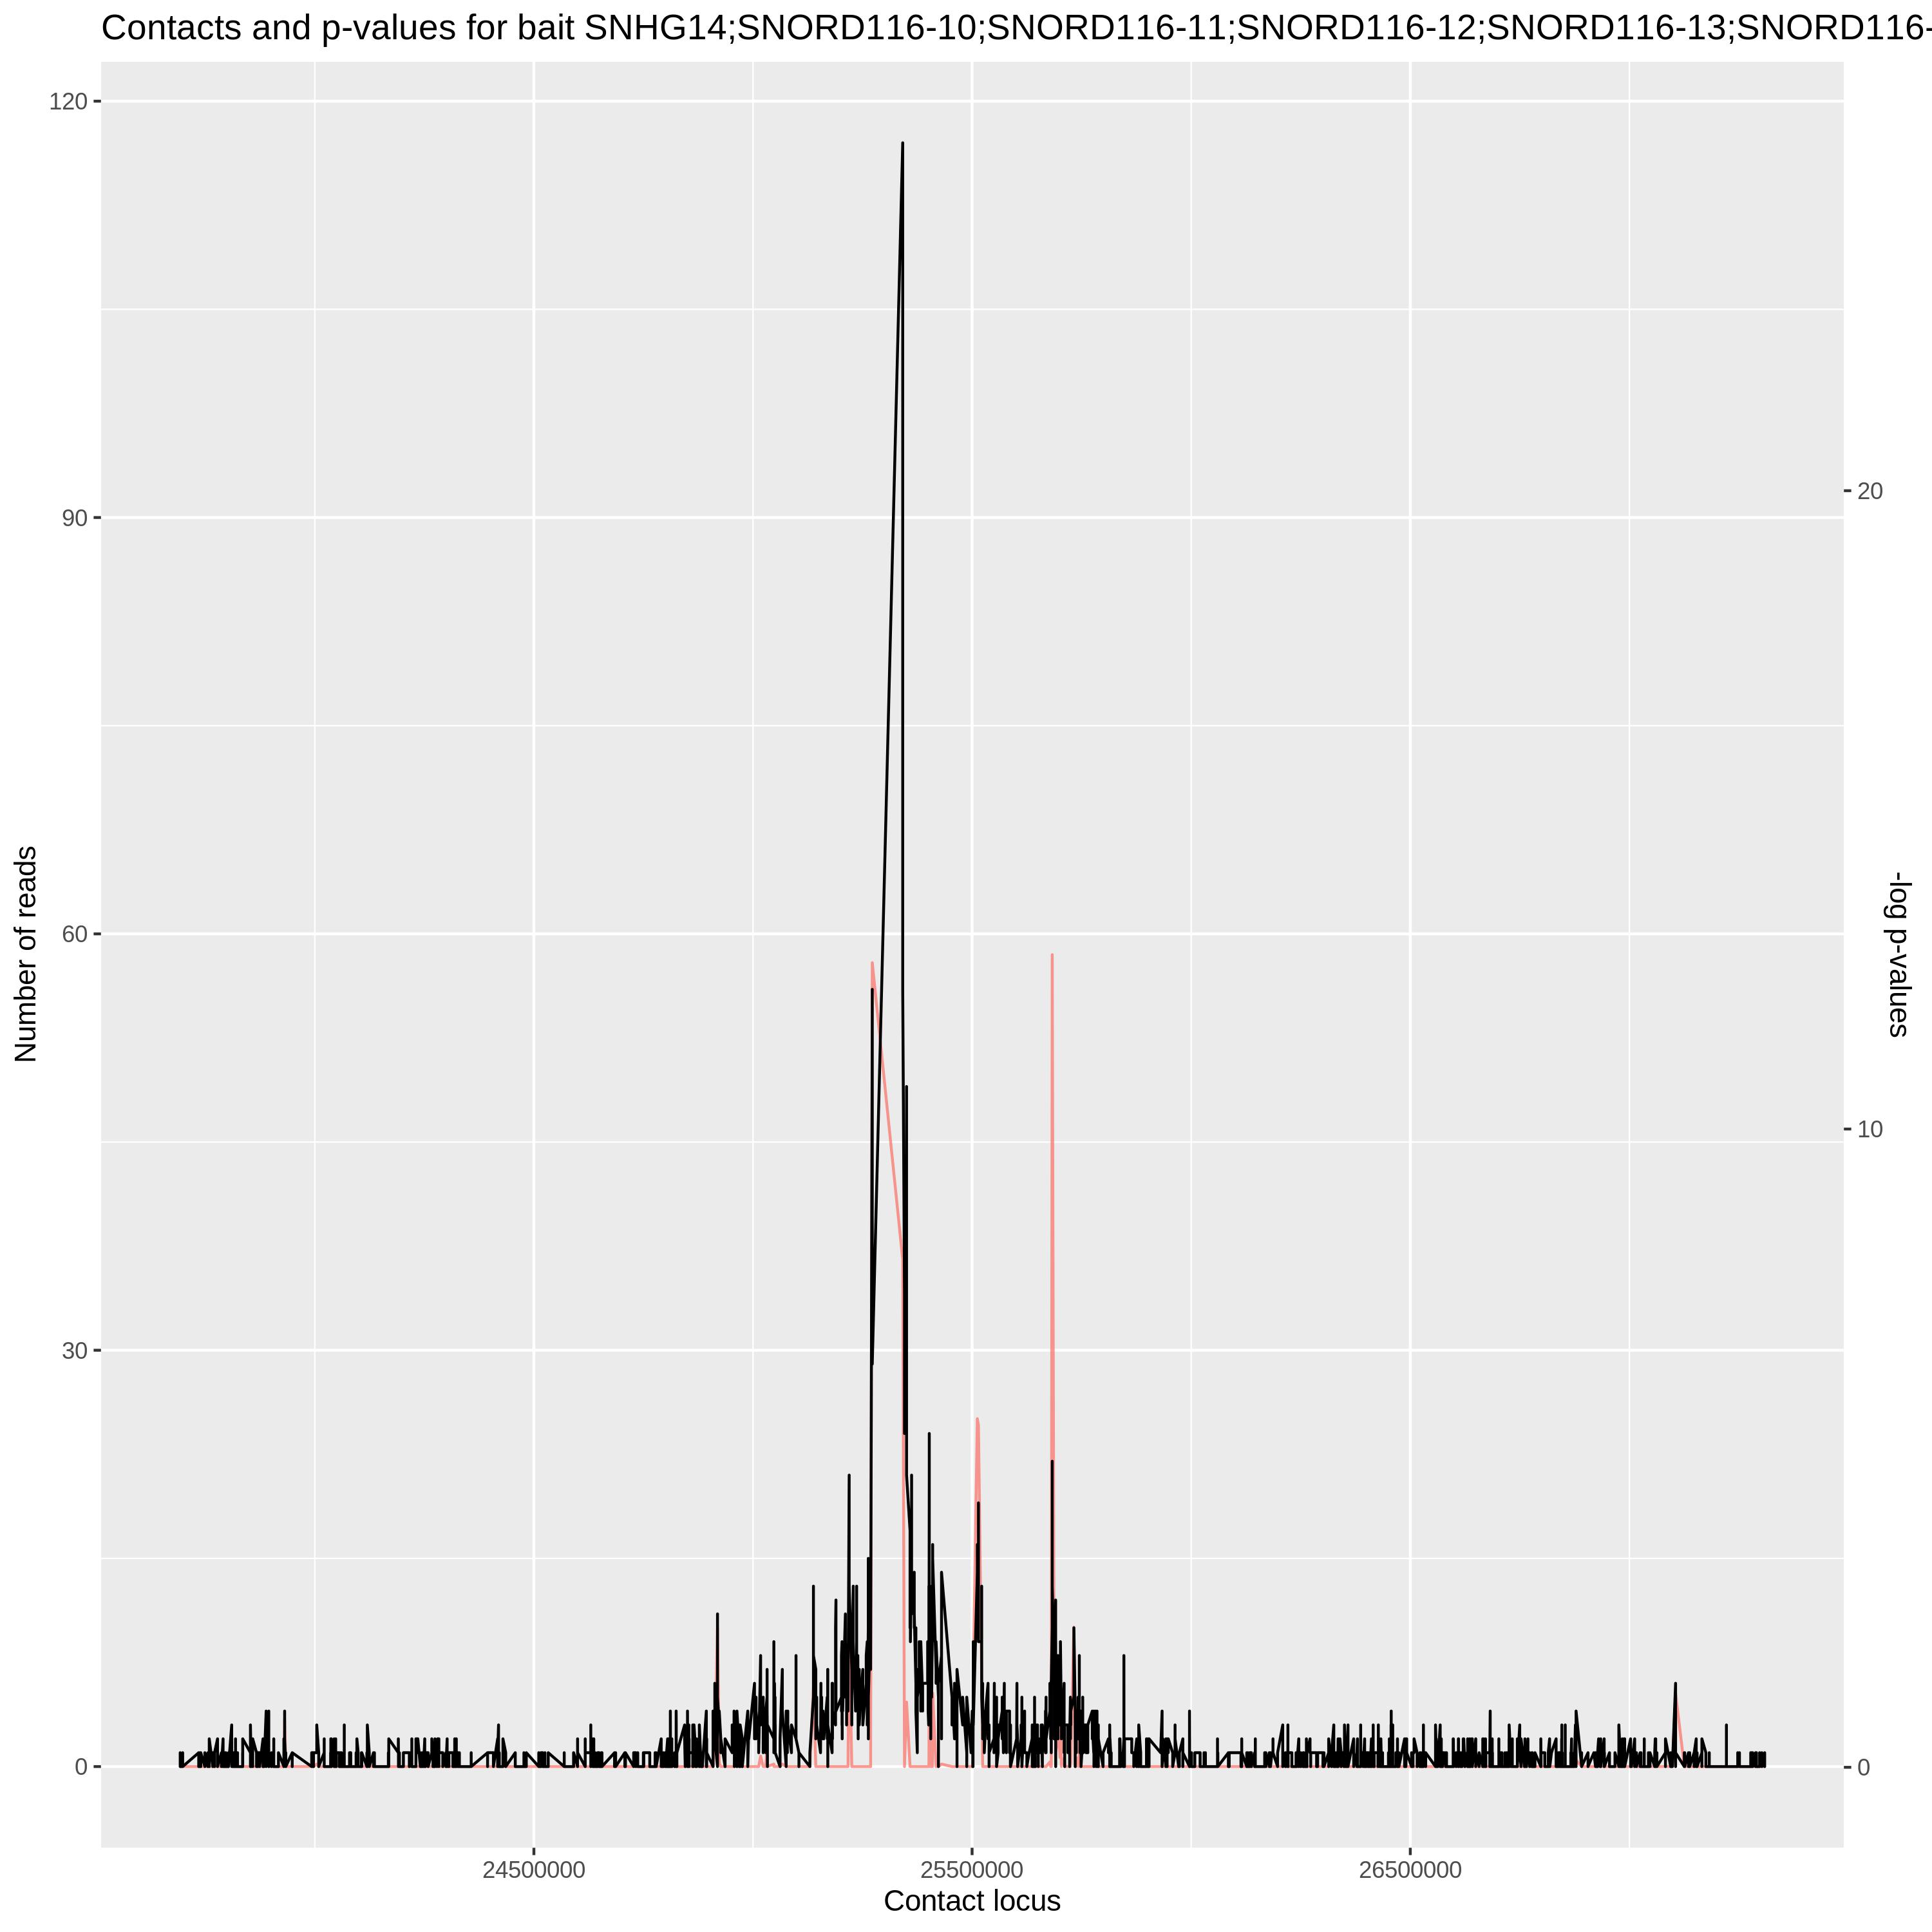 Contacts and p-values for bait SNHG14;SNORD116-10;SNORD116-11;SNORD116-12;SNORD116-13;SNORD116-
120
90
60
30
0
20
10
0
Number of reads
-log p-values
24500000
25500000
26500000
Contact locus